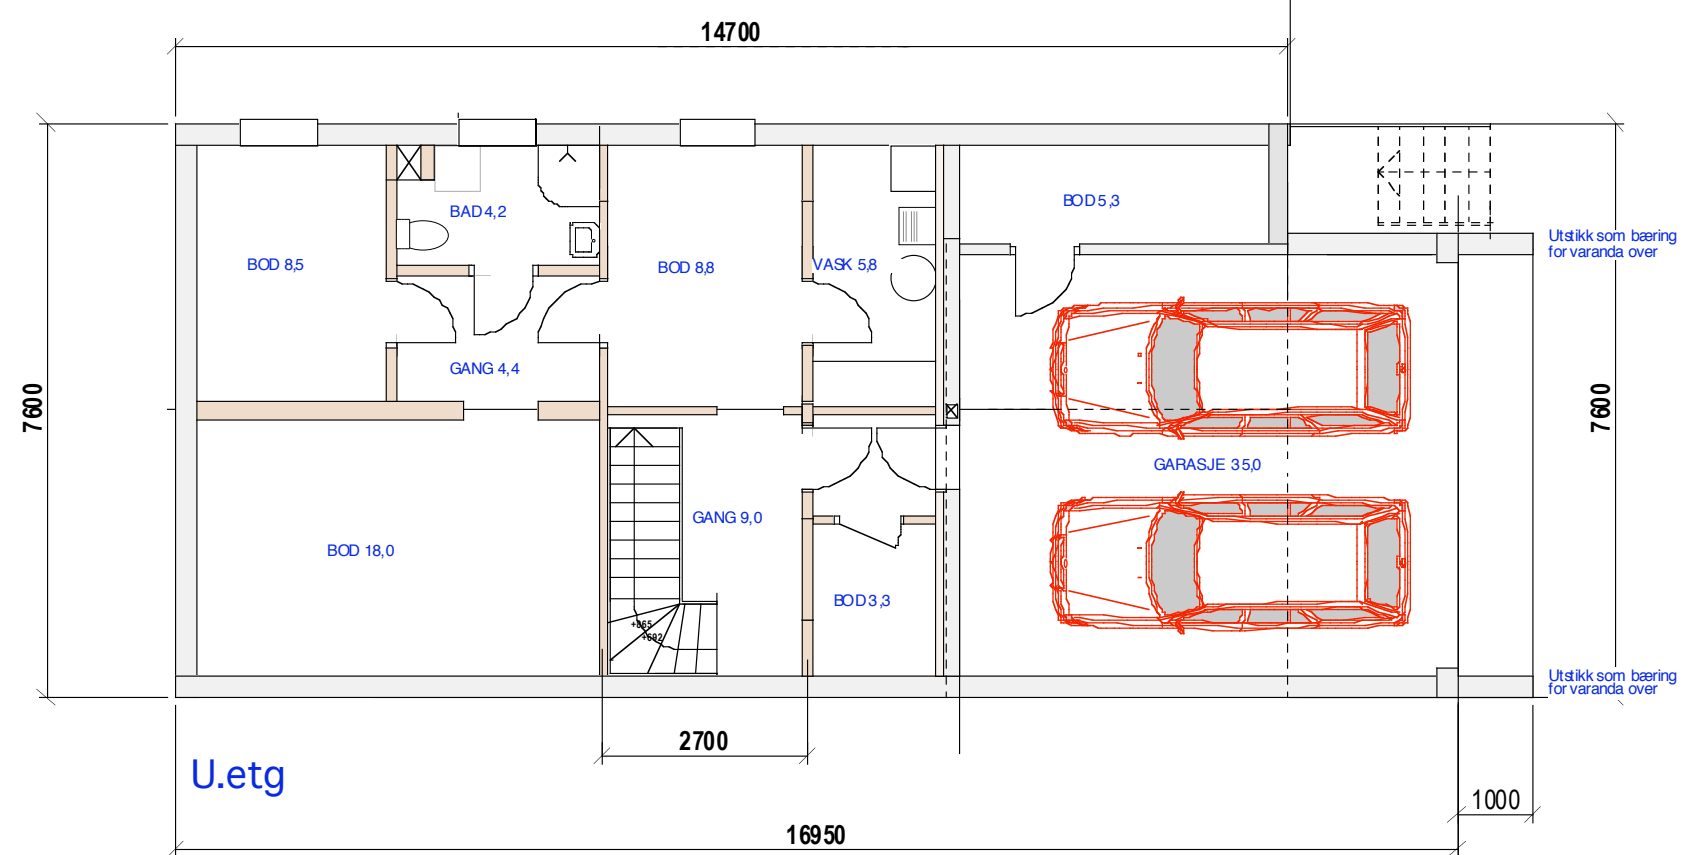 14700
BAD 4,2
BOD 5,3
BOD 8,5
BOD 8,8
VASK 5,8
Utstikk som bæring
for varanda over
GANG 4,4
7600
7600
GARASJE 35,0
GANG 9,0
BOD 18,0
BOD 3,3
+865
+692
Utstikk som bæring
for varanda over
2700
U.etg
1000
16950